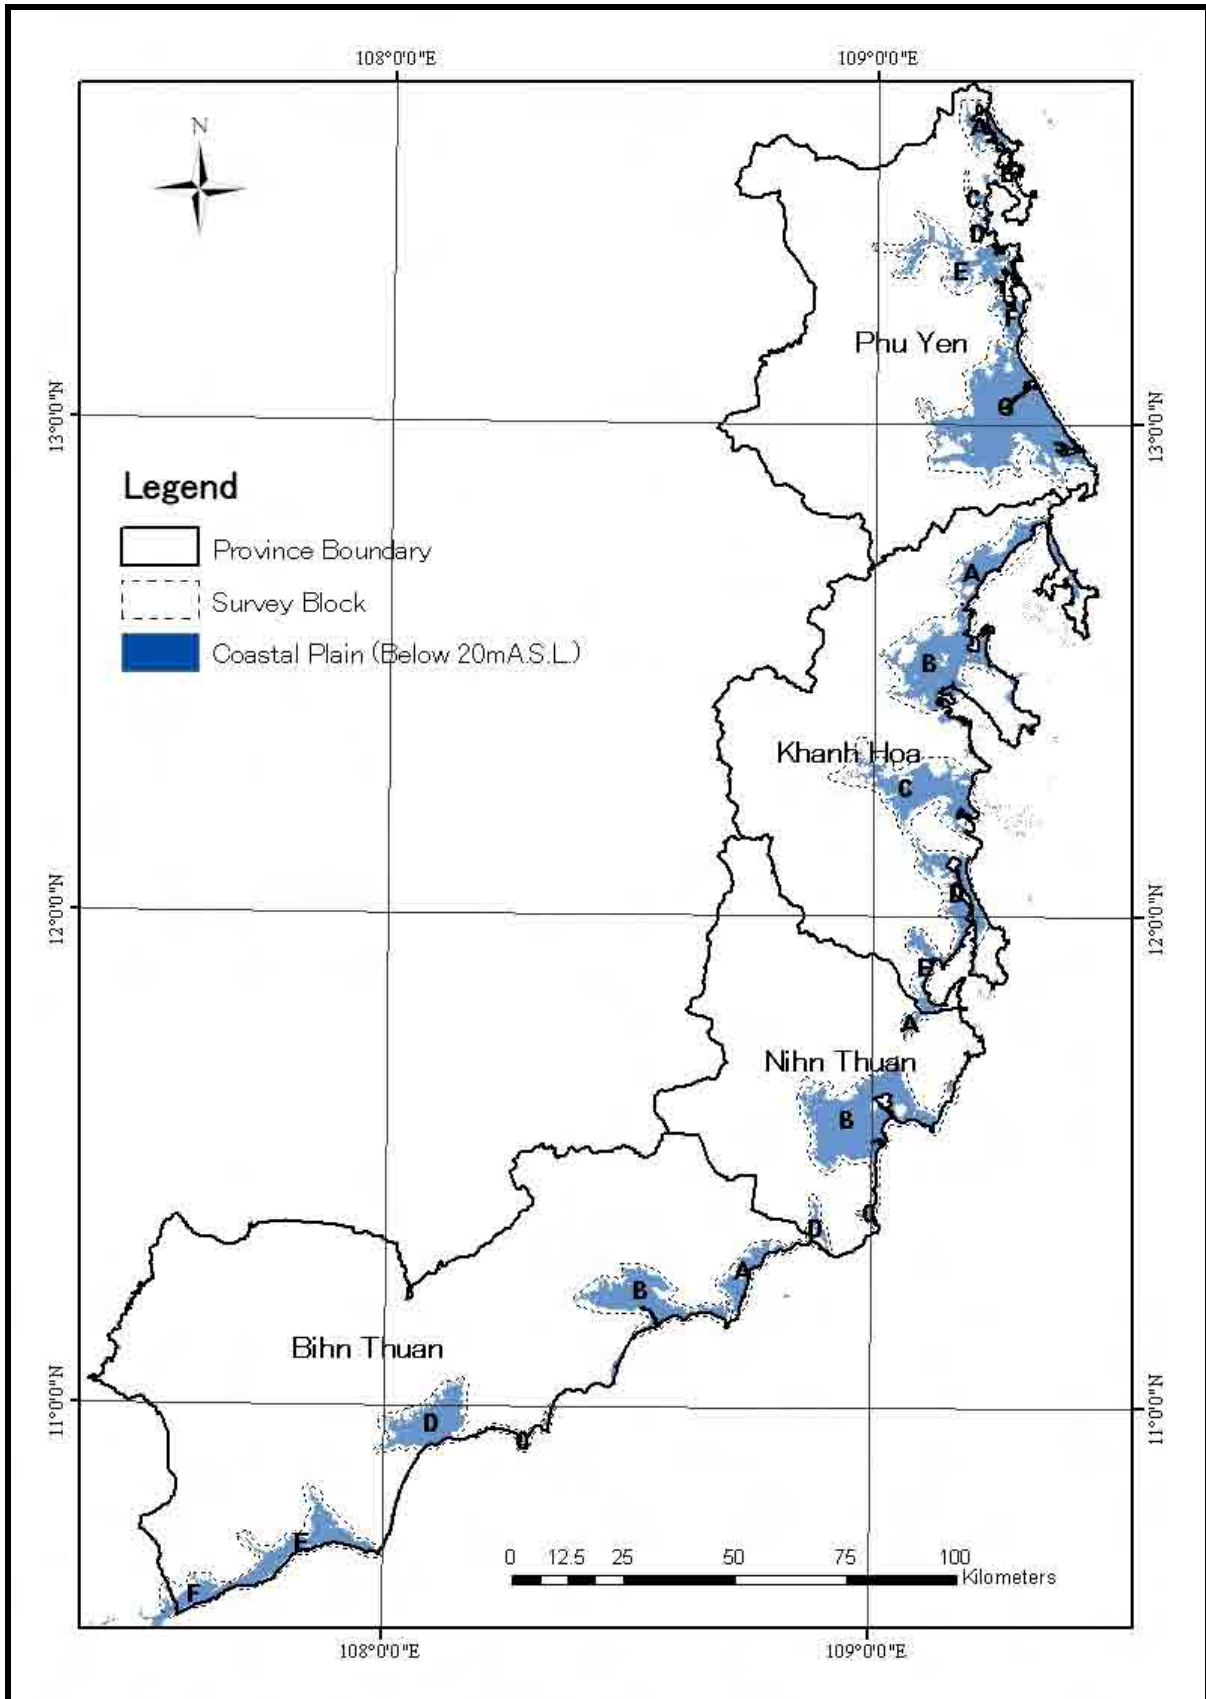 108°0'0"E
109°0'0"E
N
A
B
C
D
E
F
Phu Yen
G
13°0'0"N
13°0'0"N
Legend
Province Boundary
Survey Block
Coastal Plain (Below 20mA.S.L.)
A
B
Khanh Hoa
C
D
12°0'0"N
12°0'0"N
E
A
Nihn Thuan
B
C
D
A
B
Bihn Thuan
11°0'0"N
11°0'0"N
D
C
E
F
0 12.5 25 50 75 100
Kilometers
108°0'0"E
109°0'0"E